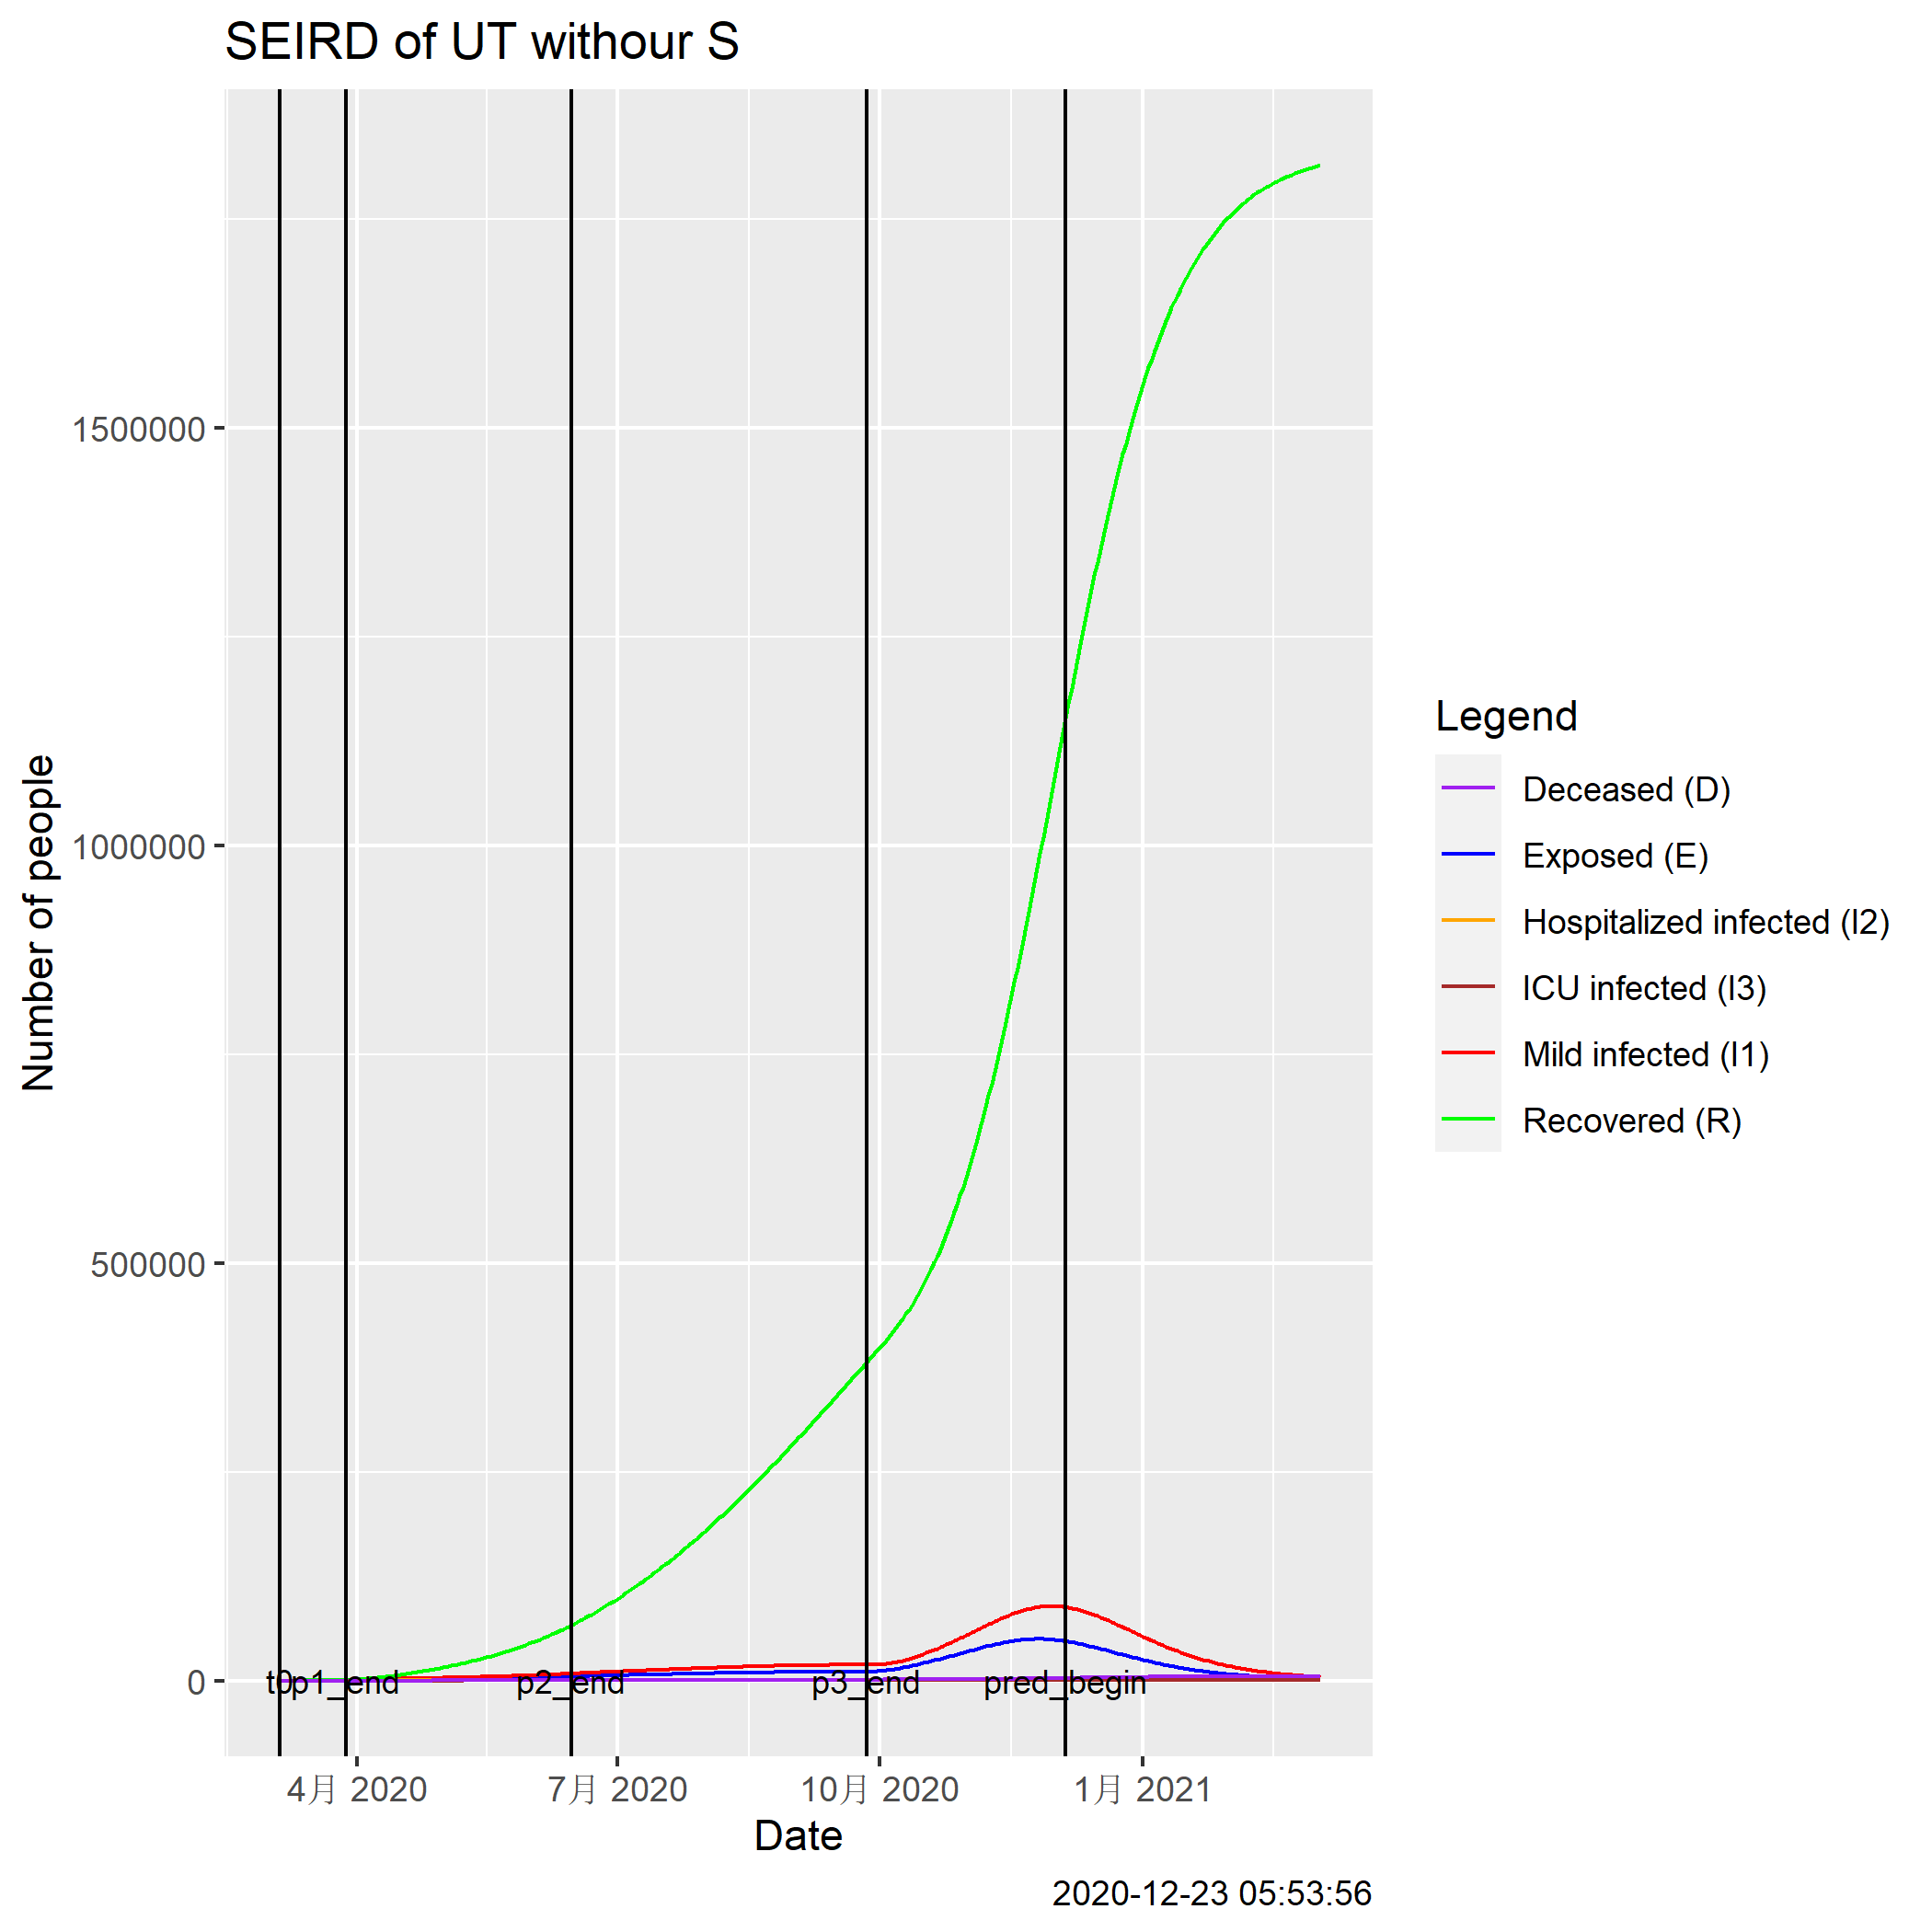 SEIRD of UT withour S
Number of people
1500000
1000000
500000
0
t0
p1_end
p2_end
p3_end
pred_begin
4月 2020
7月 2020
10月 2020
1月 2021
Date
Legend
Deceased (D)
Exposed (E)
Hospitalized infected (I2)
ICU infected (I3)
Mild infected (I1)
Recovered (R)
2020-12-23 05:53:56